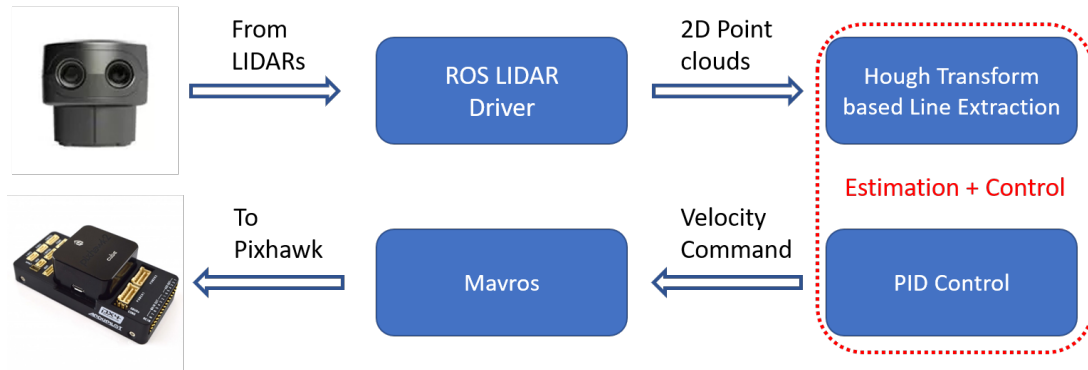 From
LIDARs
ROS LIDAR
Driver
2D Point
clouds
Hough Transform
based Line Extraction
Estimation + Control
To
Pixhawk
Mavros
Velocity
Command
PID Control
cube